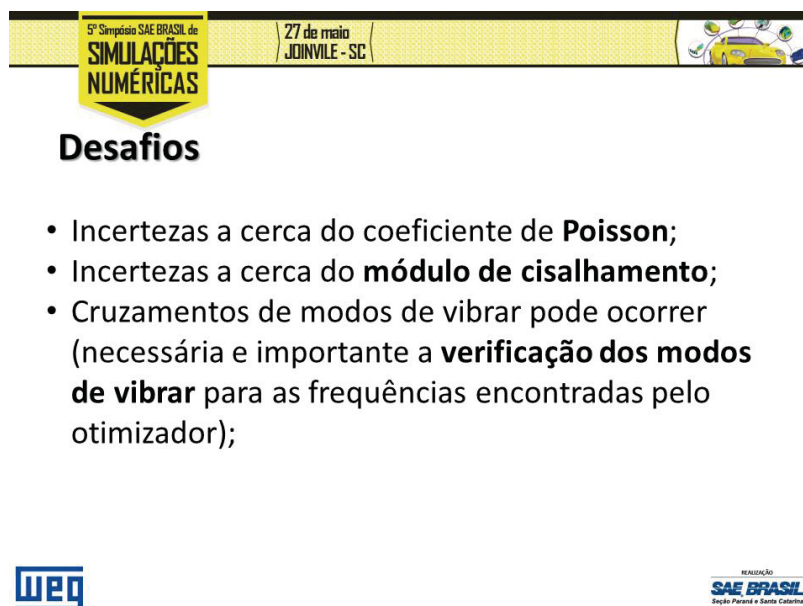 5º Simpósio SAE BRASIL de
SIMULAÇÕES
NUMÉRICAS
27 de maio
JOINVILE - SC
Desafios
• Incertezas a cerca do coeficiente de Poisson;
• Incertezas a cerca do módulo de cisalhamento;
• Cruzamentos de modos de vibrar pode ocorrer
(necessária e importante a verificação dos modos
de vibrar para as frequências encontradas pelo
otimizador);
weg
REALIZAÇÃO
SAE BRASIL
Seção Paraná e Santa Catarina